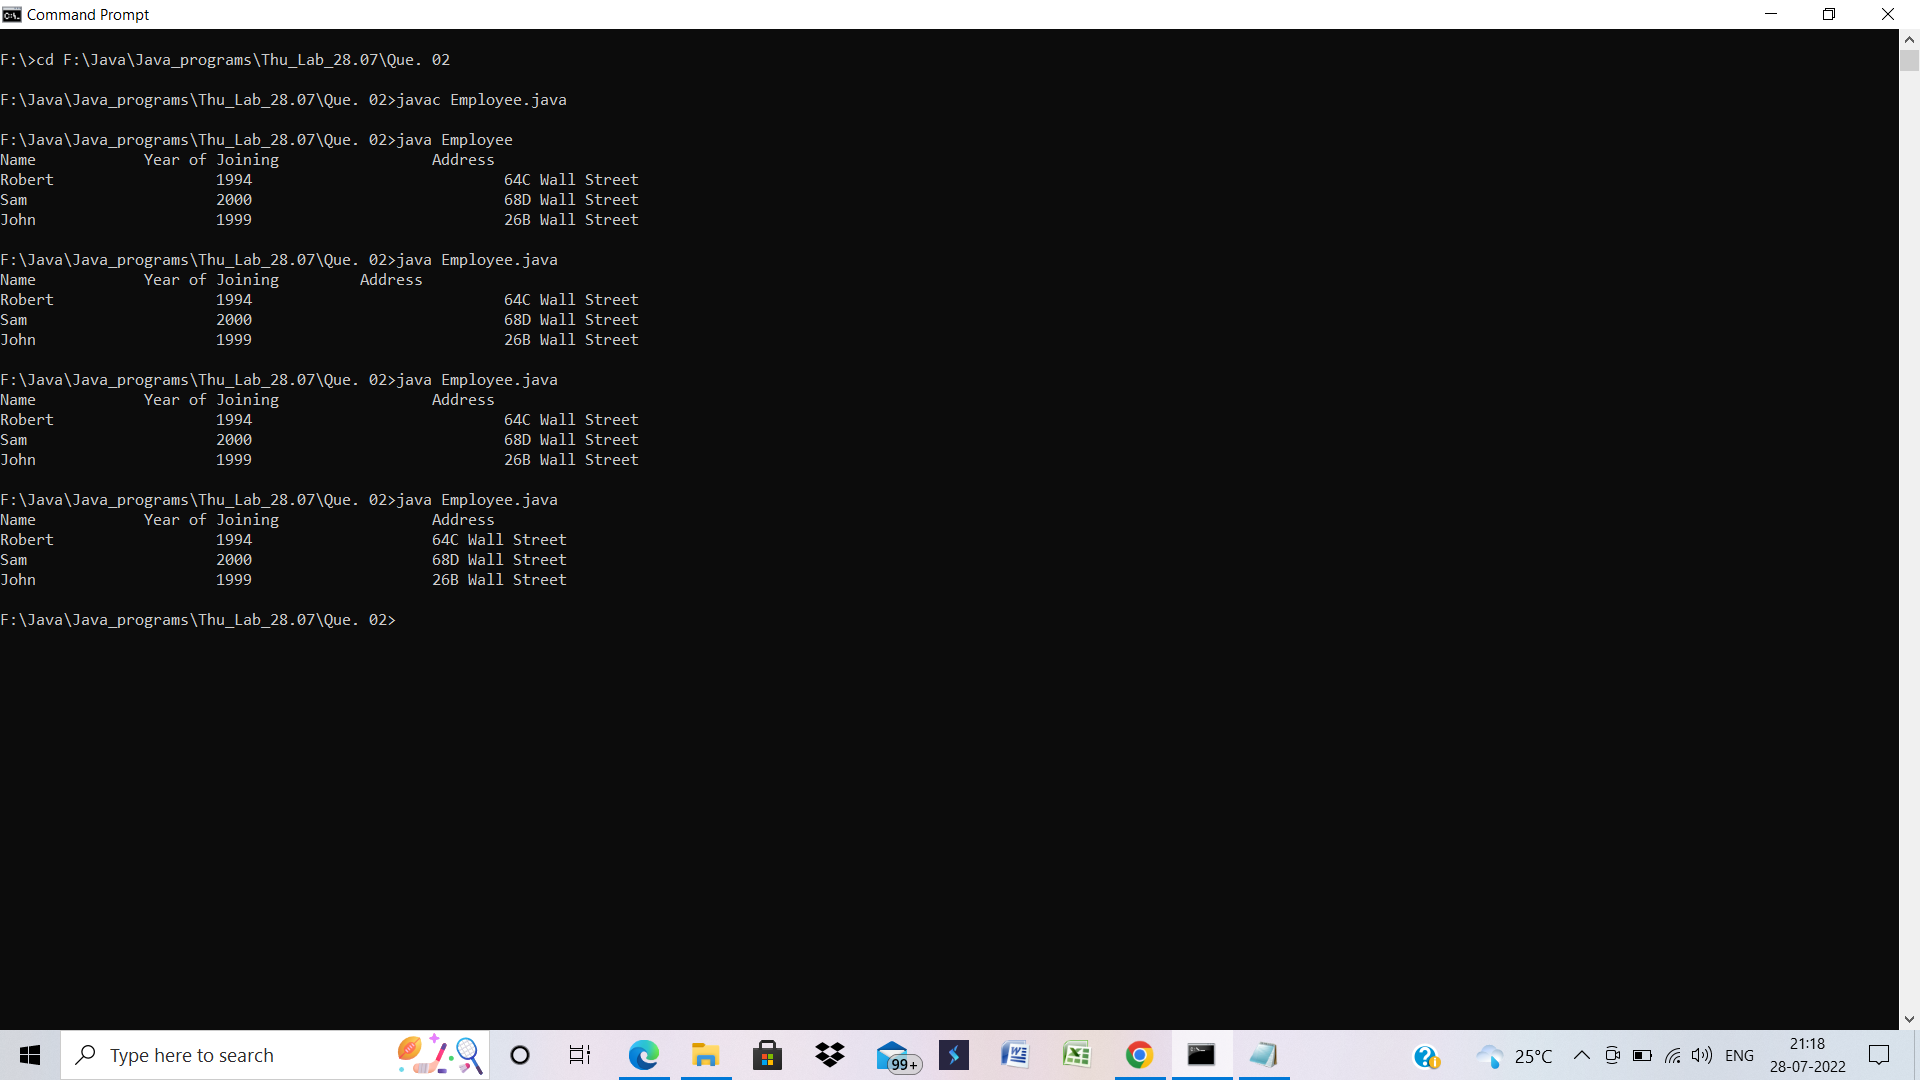 Command Prompt
F:\>cd F:\Java\Java_programs\Thu_Lab_28.07\Que. 02
F:\Java\Java_programs\Thu_Lab_28.07\Que. 02>javac Employee.java
F:\Java\Java_programs\Thu_Lab_28.07\Que. 02>java Employee
Name            Year of Joining                 Address
Robert                  1994                            64C Wall Street
Sam                     2000                            68D Wall Street
John                    1999                            26B Wall Street
F:\Java\Java_programs\Thu_Lab_28.07\Que. 02>java Employee.java
Name            Year of Joining         Address
Robert                  1994                            64C Wall Street
Sam                     2000                            68D Wall Street
John                    1999                            26B Wall Street
F:\Java\Java_programs\Thu_Lab_28.07\Que. 02>java Employee.java
Name            Year of Joining                 Address
Robert                  1994                            64C Wall Street
Sam                     2000                            68D Wall Street
John                    1999                            26B Wall Street
F:\Java\Java_programs\Thu_Lab_28.07\Que. 02>java Employee.java
Name            Year of Joining                 Address
Robert                  1994                    64C Wall Street
Sam                     2000                    68D Wall Street
John                    1999                    26B Wall Street
F:\Java\Java_programs\Thu_Lab_28.07\Que. 02>
Type here to search
99+
25°C
ENG
21:18
28-07-2022